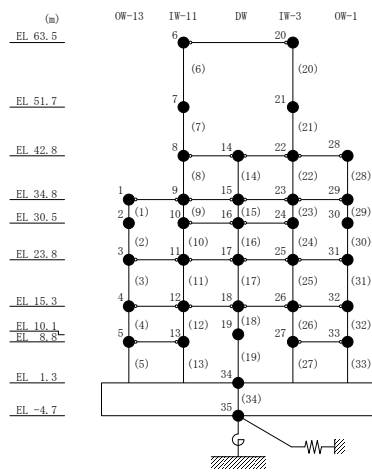 (m) OW-13 IW-11 DW IW-3 OW-1
EL 63.5 6 20
(6) (20)
EL 51.7 7 21
(7) (21)
EL 42.8 8 14 22 28
(8) (14) (22) (28)
EL 34.8 1 9 15 23 29
(1) (9) (15) (23) (29)
EL 30.5 2 10 16 24 30
(2) (10) (16) (24) (30)
EL 23.8 3 11 17 25 31
(3) (11) (17) (25) (31)
EL 15.3 4 12 18 26 32
(4) (12) (18) (26) (32)
EL 10.1 19
EL 8.8 5 13 27 33
(5) (13) (19) (27) (33)
EL 1.3 34
(34)
EL -4.7 35